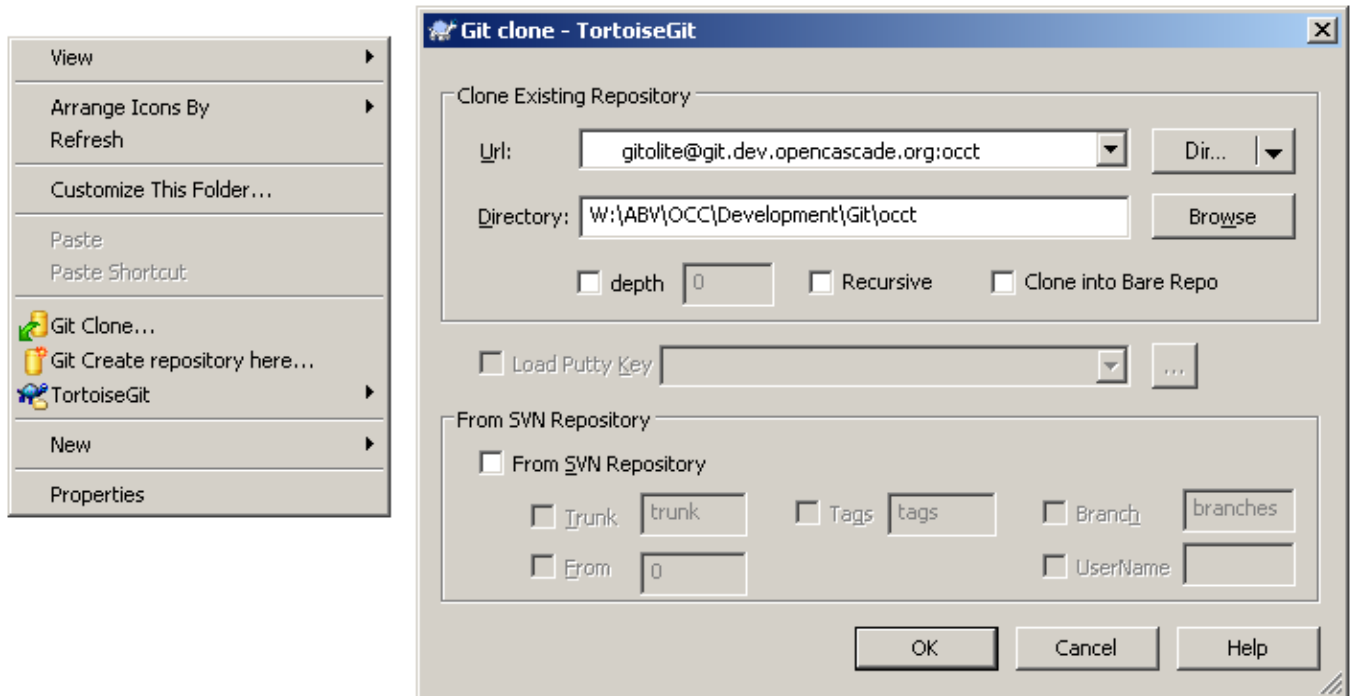 View
Arrange Icons By
Refresh
Customize This Folder...
Paste
Paste Shortcut
Git Clone...
Git Create repository here...
TortoiseGit
New
Properties
Git clone - TortoiseGit
Clone Existing Repository
Url: gitolite@git.dev.opencascade.org:occt Dir...
Directory: W:\ABV\OCC\Development\Git\occt Browse
depth 0 Recursive Clone into Bare Repo
Load Putty Key ...
From SVN Repository
From SVN Repository
Trunk trunk Tags tags Branch branches
From 0 UserName
OK Cancel Help